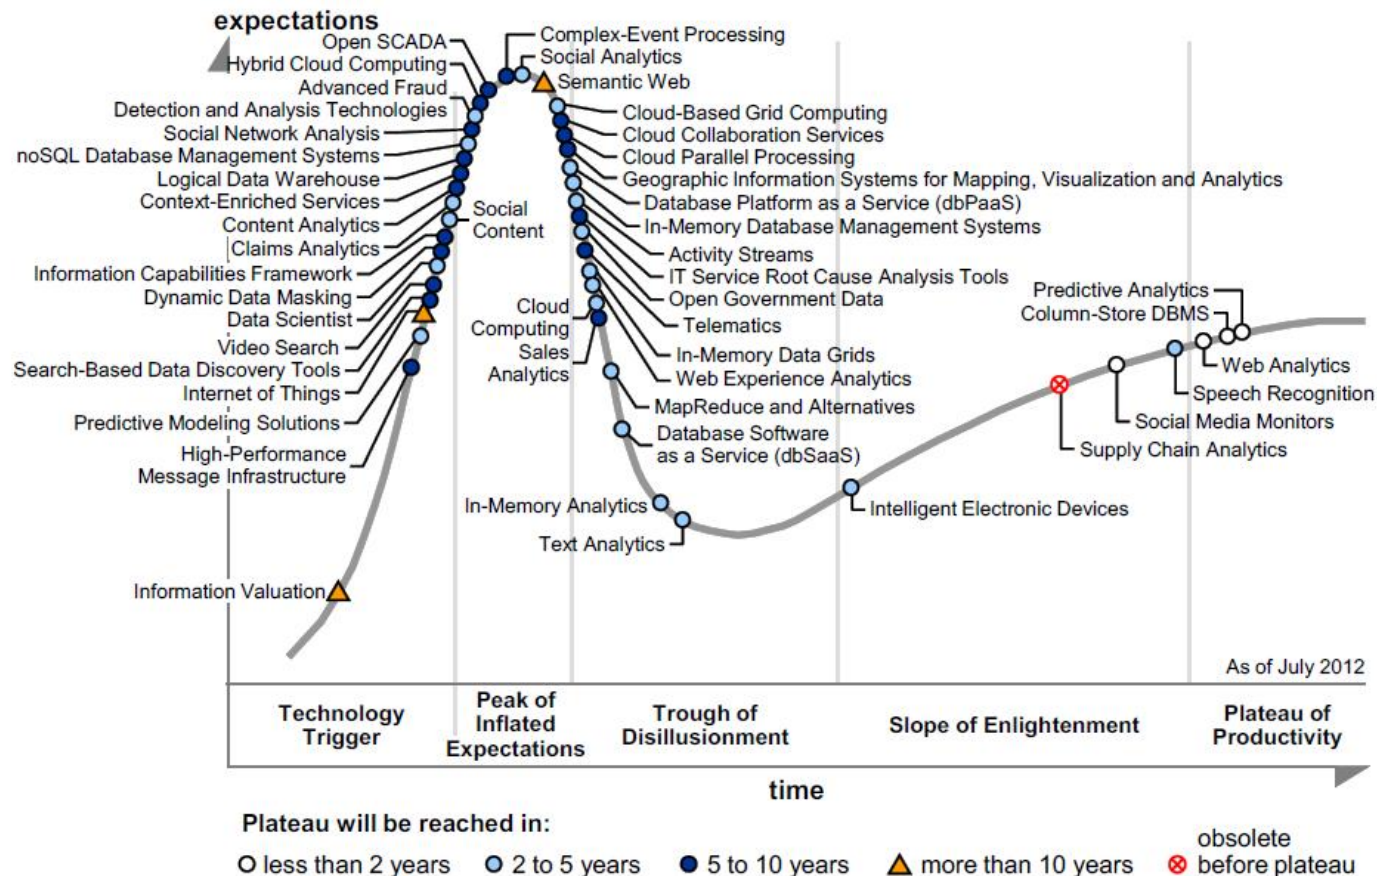 expectations
Open SCADA
Hybrid Cloud Computing
Advanced Fraud
Detection and Analysis Technologies
Social Network Analysis
noSQL Database Management Systems
Logical Data Warehouse
Context-Enriched Services
Content Analytics
Claims Analytics
Information Capabilities Framework
Dynamic Data Masking
Data Scientist
Video Search
Search-Based Data Discovery Tools
Internet of Things
Predictive Modeling Solutions
High-Performance
Message Infrastructure
Information Valuation
Complex-Event Processing
Social Analytics
Semantic Web
Social
Content
Cloud-Based Grid Computing
Cloud Collaboration Services
Cloud Parallel Processing
Geographic Information Systems for Mapping, Visualization and Analytics
Database Platform as a Service (dbPaaS)
In-Memory Database Management Systems
Activity Streams
IT Service Root Cause Analysis Tools
Open Government Data
Telematics
In-Memory Data Grids
Web Experience Analytics
Cloud
Computing
Sales
Analytics
MapReduce and Alternatives
Database Software
as a Service (dbSaaS)
In-Memory Analytics
Text Analytics
Intelligent Electronic Devices
Supply Chain Analytics
Social Media Monitors
Speech Recognition
Web Analytics
Column-Store DBMS
Predictive Analytics
As of July 2012
Technology
Trigger
Peak of
Inflated
Expectations
Trough of
Disillusionment
Slope of Enlightenment
Plateau of
Productivity
time
Plateau will be reached in:
less than 2 years
2 to 5 years
5 to 10 years
more than 10 years
obsolete
before plateau